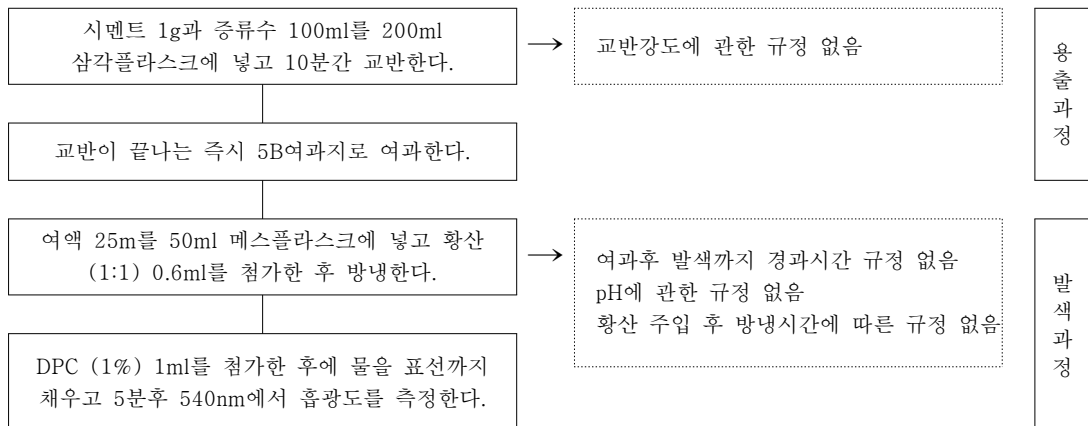 시멘트 1g과 증류수 100ml를 200ml
삼각플라스크에 넣고 10분간 교반한다.
교반강도에 관한 규정 없음
용
출
과
정
교반이 끝나는 즉시 5B여과지로 여과한다.
여액 25m를 50ml 메스플라스크에 넣고 황산
(1:1) 0.6ml를 첨가한 후 방냉한다.
여과후 발색까지 경과시간 규정 없음
pH에 관한 규정 없음
황산 주입 후 방냉시간에 따른 규정 없음
발
색
과
정
DPC (1%) 1ml를 첨가한 후에 물을 표선까지
채우고 5분후 540nm에서 흡광도를 측정한다.